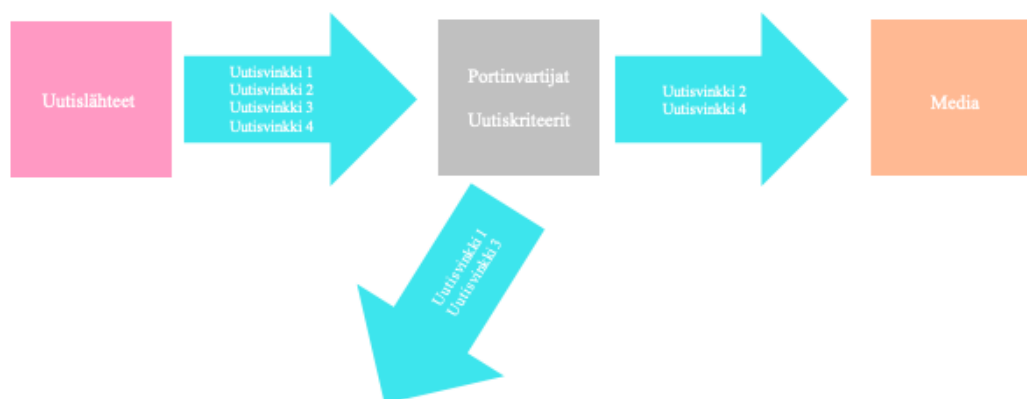 Uutislähteet
Uutisvinkki 1
Uutisvinkki 2
Uutisvinkki 3
Uutisvinkki 4
Portinvartijat
Uutiskriteerit
Uutisvinkki 2
Uutisvinkki 4
Media
Uutisvinkki 1
Uutisvinkki 3